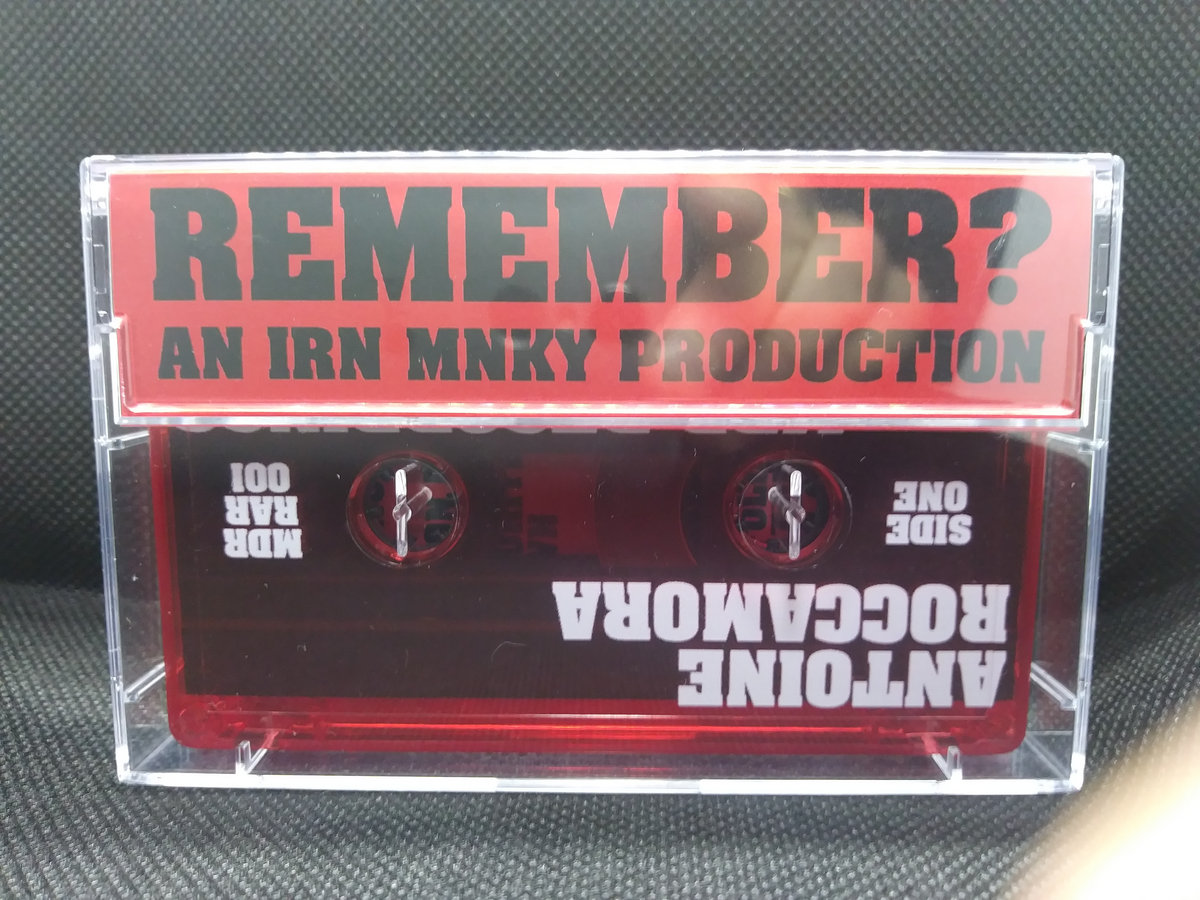 REMEMBER?
AN IRN MNKY PRODUCTION
ANTOINE
ROCCAMORA
SIDE
ONE
MDR
RAR
001